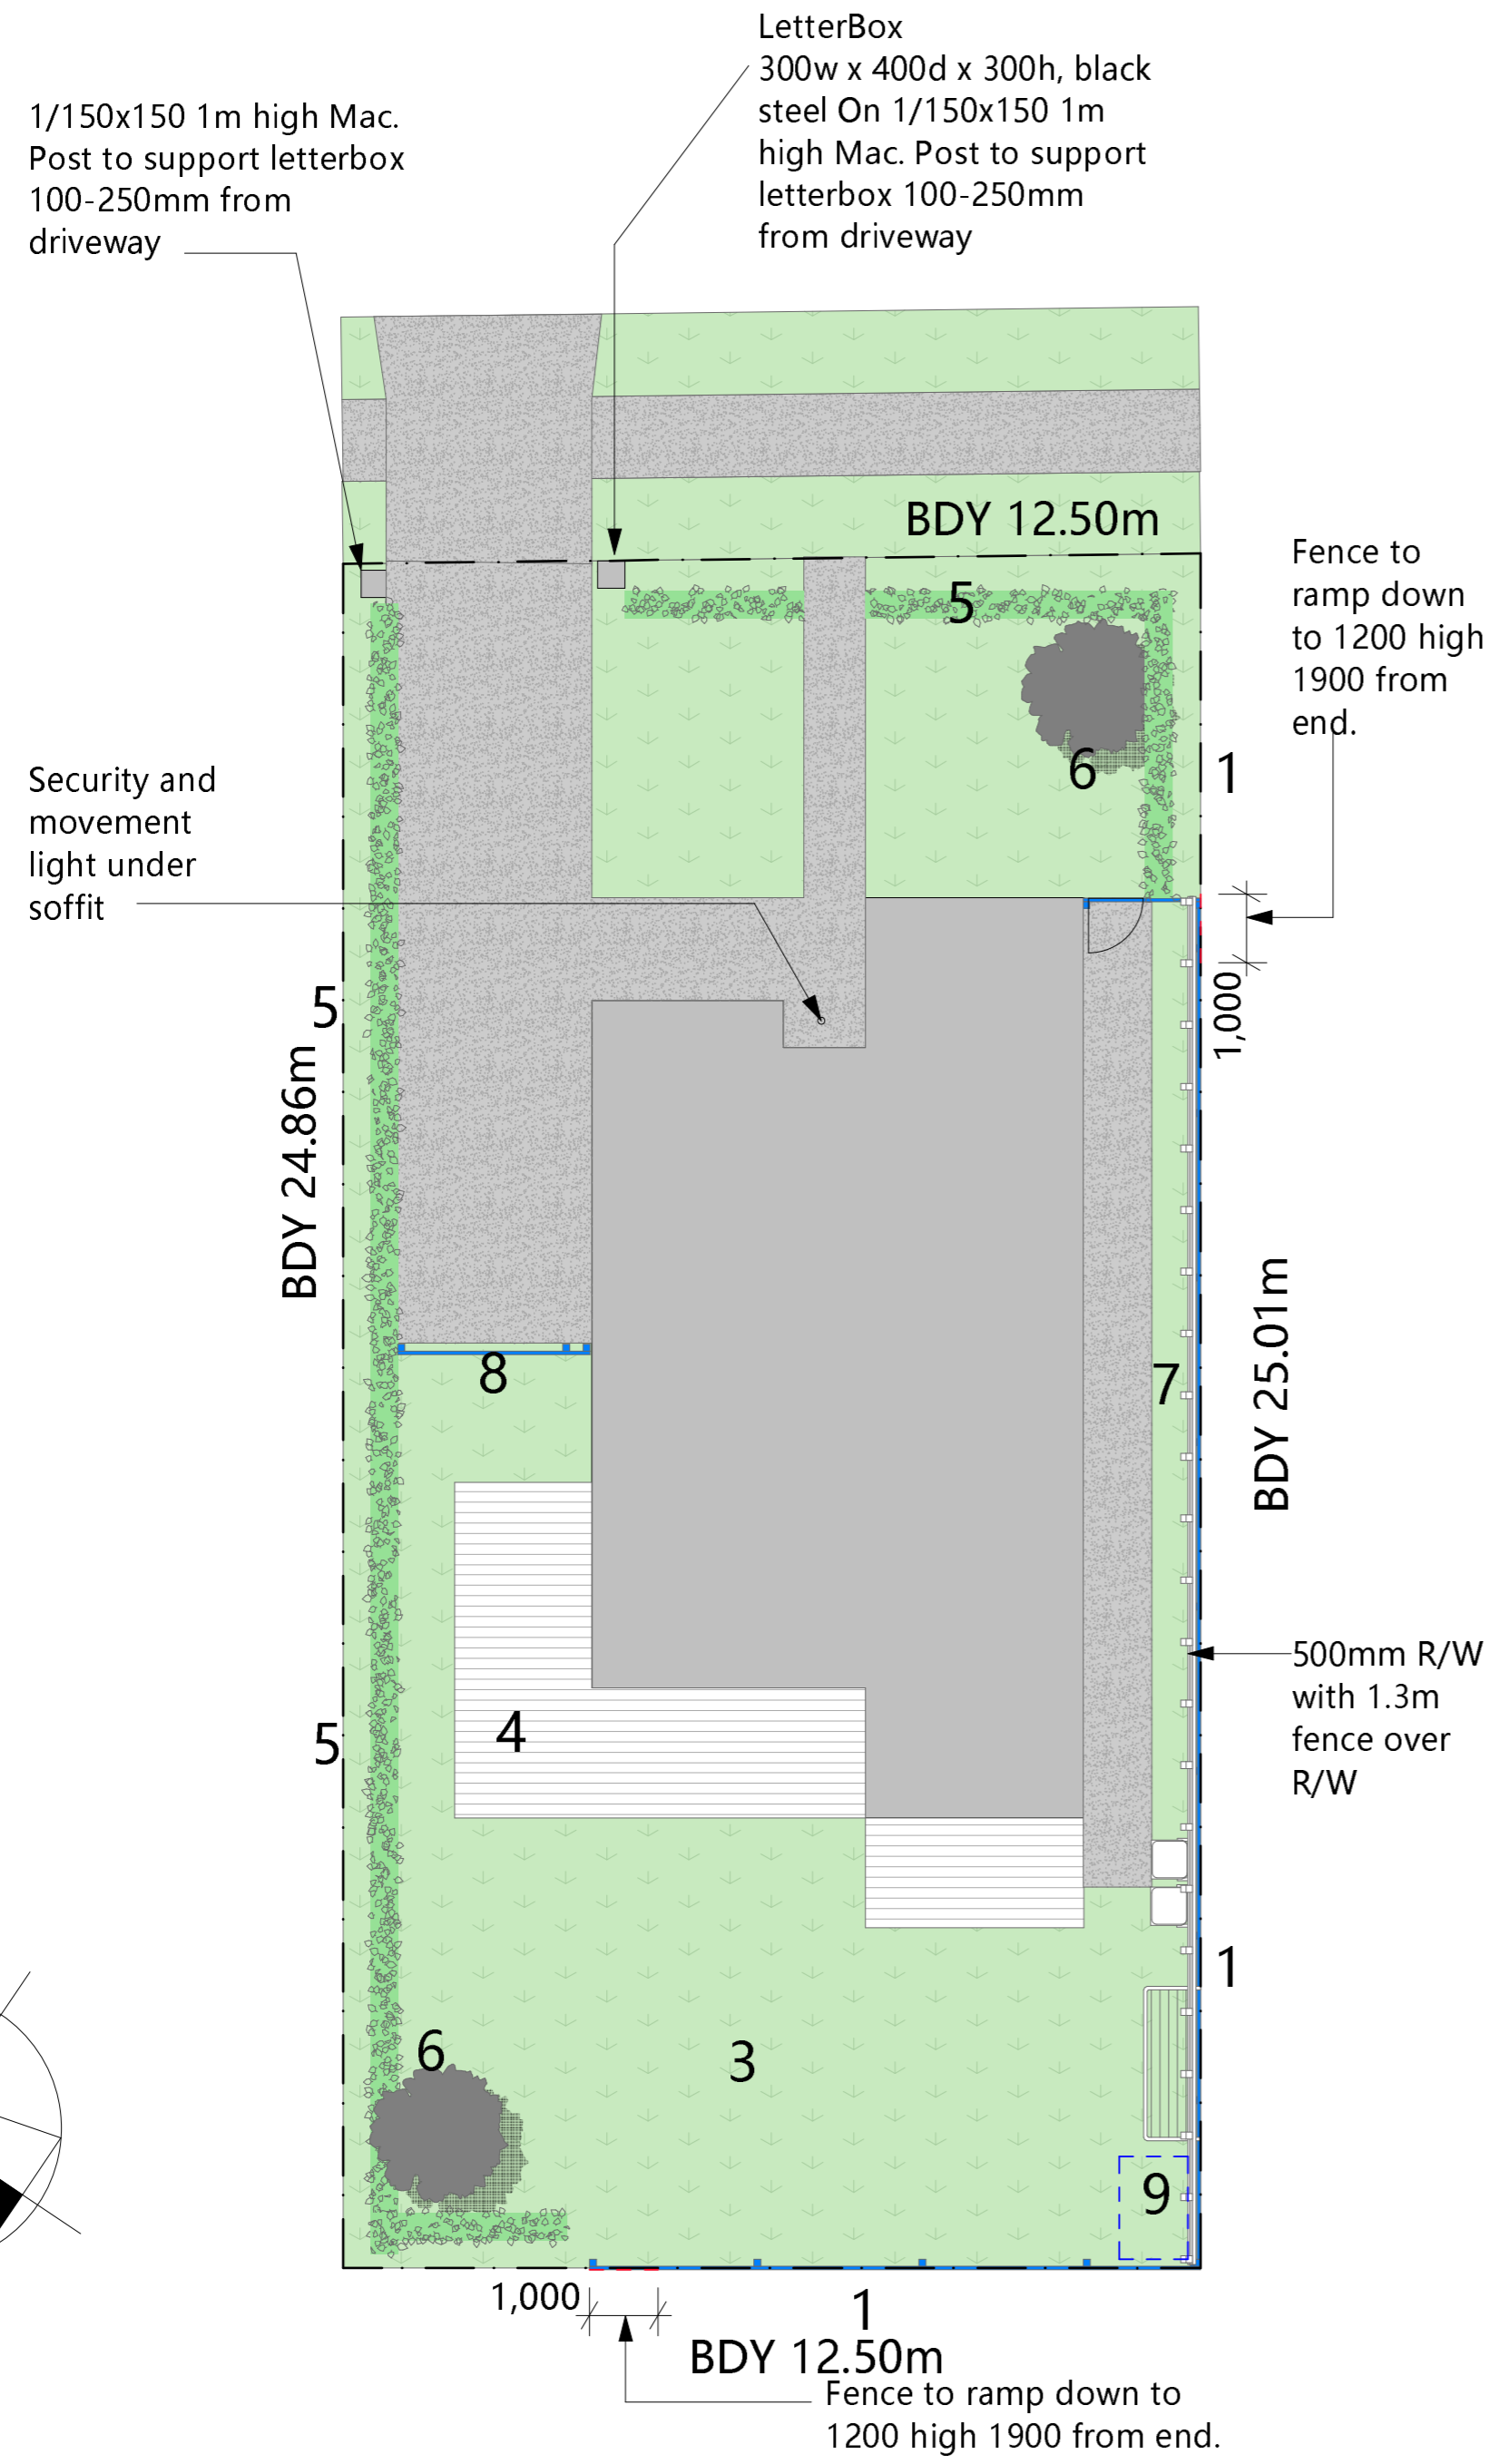 LetterBox
300w x 400d x 300h, black
steel On 1/150x150 1m
high Mac. Post to support
letterbox 100-250mm
from driveway
1/150x150 1m high Mac.
Post to support letterbox
100-250mm from
driveway
BDY 12.50m
Fence to
ramp down
to 1200 high
1900 from
end.
5
6
1
Security and
movement
light under
soffit
5
1,000
BDY 24.86m
BDY 25.01m
8
7
5
4
500mm R/W
with 1.3m
fence over
R/W
1
6
3
9
1,000
1
BDY 12.50m
Fence to ramp down to
1200 high 1900 from end.